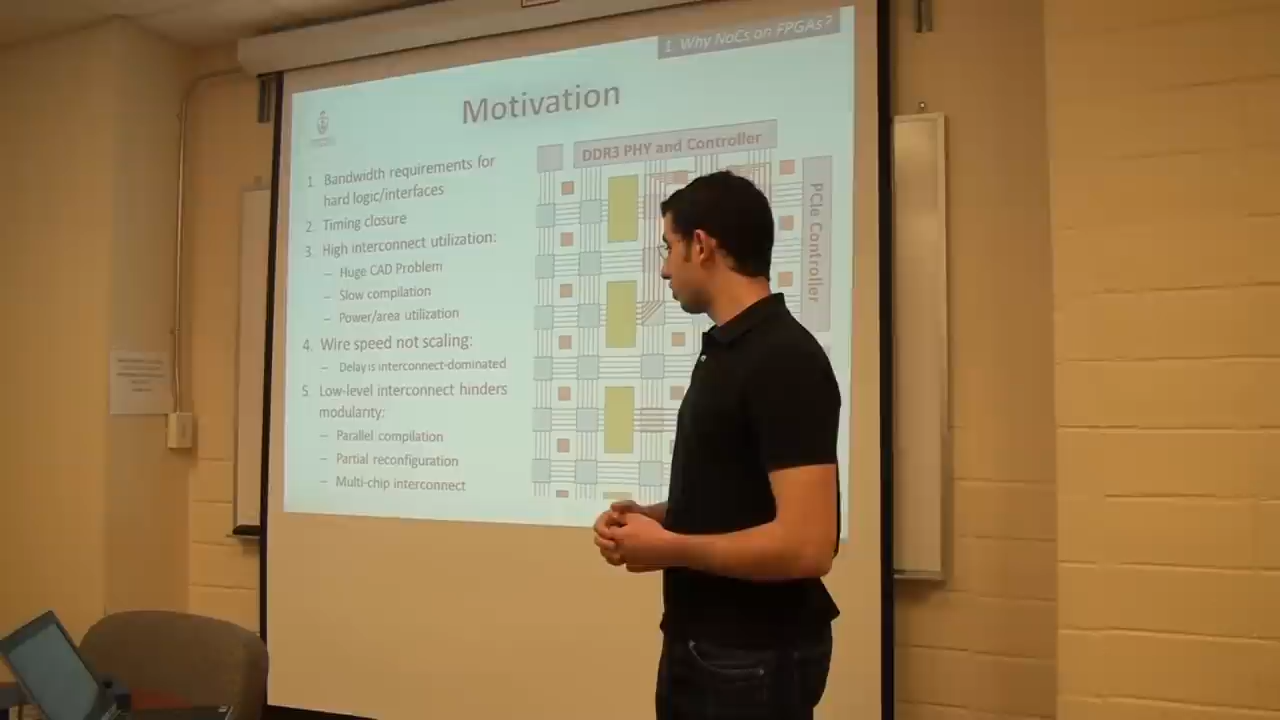 1. Why NoCs on FPGAs?
Motivation
1. Bandwidth requirements for
hard logic/interfaces
2. Timing closure
3. High interconnect utilization:
– Huge CAD Problem
– Slow compilation
– Power/area utilization
4. Wire speed not scaling:
– Delay is interconnect-dominated
5. Low-level interconnect hinders
modularity:
– Parallel compilation
– Partial reconfiguration
– Multi-chip interconnect
DDR3 PHY and Controller
PCIe Controller